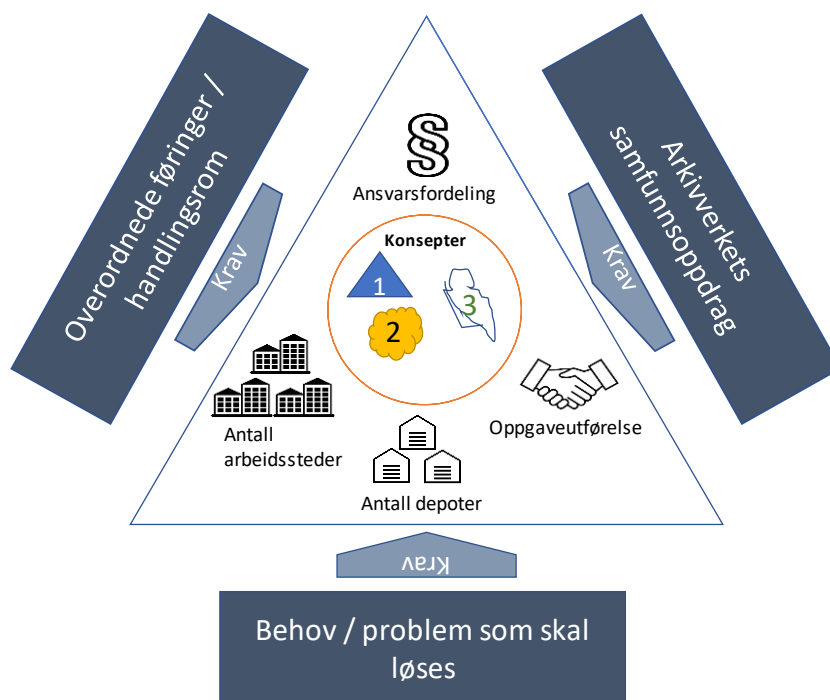 Overordnede føringer /
handlingsrom
Krav
Arkivverkets
samfunnsoppdrag
Krav
§
Ansvarsfordeling
Konsepter
1
2
3
Antall
arbeidssteder
Antall depoter
Oppgaveutførelse
Krav
Behov / problem som skal
løses